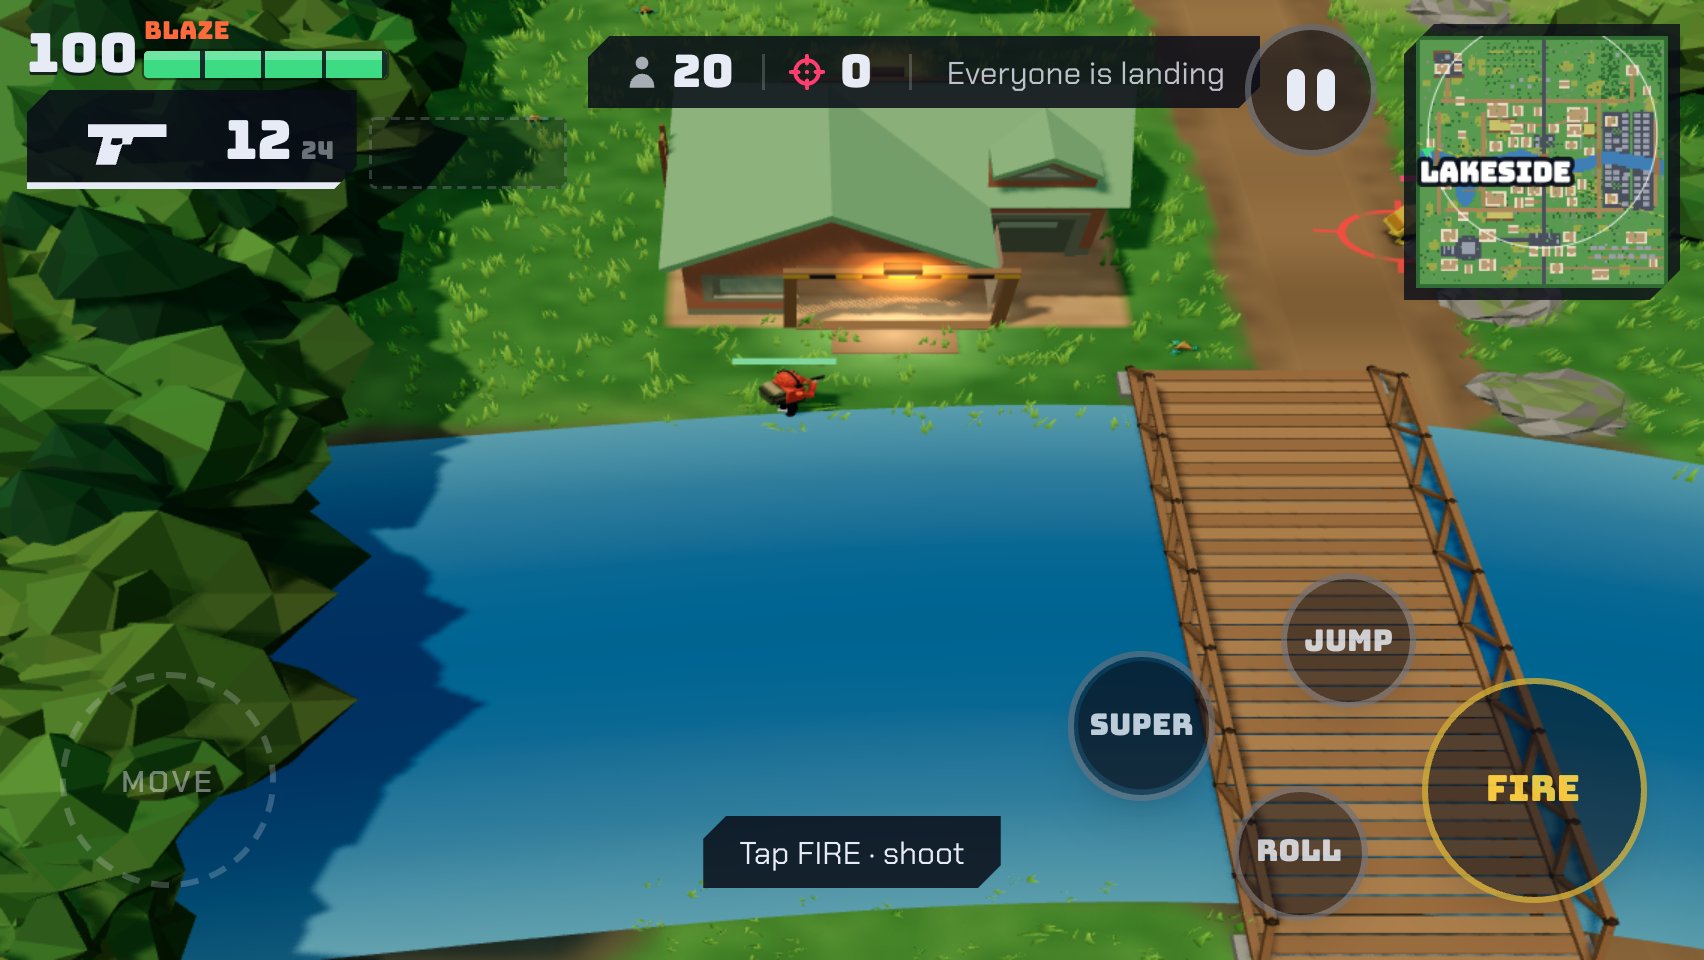 100 BLAZE
20 0 Everyone is landing
12 24
LAKESIDE
JUMP
SUPER
MOVE
FIRE
ROLL
Tap FIRE · shoot